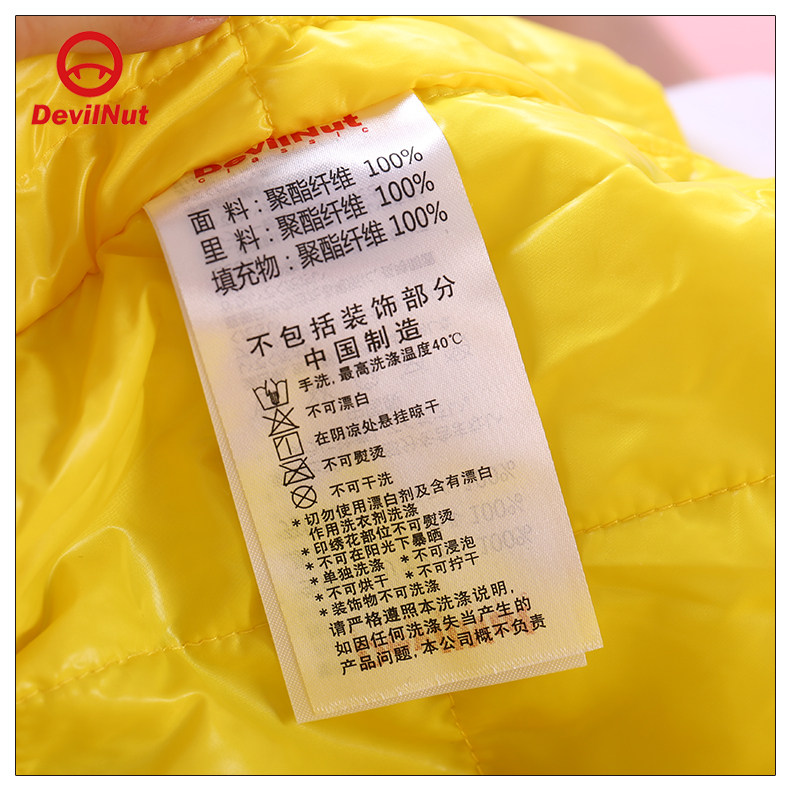 DevilNut
DevilNut
classic
面 料：聚酯纤维 100%
里 料：聚酯纤维 100%
填充物：聚酯纤维 100%
不包括装饰部分
中国制造
手洗,最高洗涤温度40℃
不可漂白
在阴凉处悬挂晾干
不可熨烫
不可干洗
*切勿使用漂白剂及含有漂白
作用洗衣剂洗涤
*印绣花部位不可熨烫
*不可在阳光下暴晒
*单独洗涤 *不可浸泡
*不可烘干 *不可拧干
*装饰物不可洗涤
请严格遵照本洗涤说明,
如因任何洗涤失当产生的
产品问题,本公司概不负责